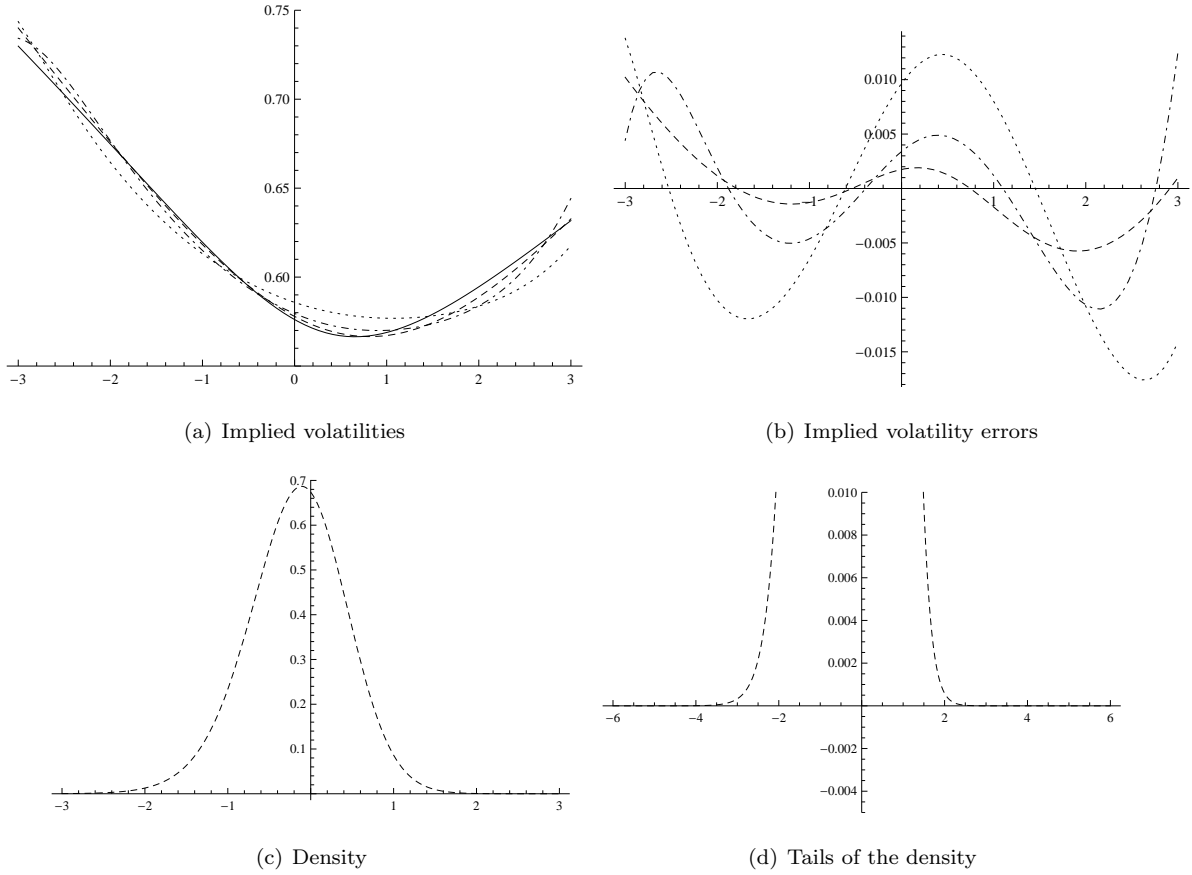 0.75
0.70
0.65
0.60
−3 −2 −1 0 1 2 3
(a) Implied volatilities
0.010
0.005
−3 −2 −1 1 2 3
−0.005
−0.010
−0.015
(b) Implied volatility errors
0.7
0.6
0.5
0.4
0.3
0.2
0.1
−3 −2 −1 1 2 3
(c) Density
0.010
0.008
0.006
0.004
0.002
−6 −4 −2 2 4 6
−0.002
−0.004
(d) Tails of the density